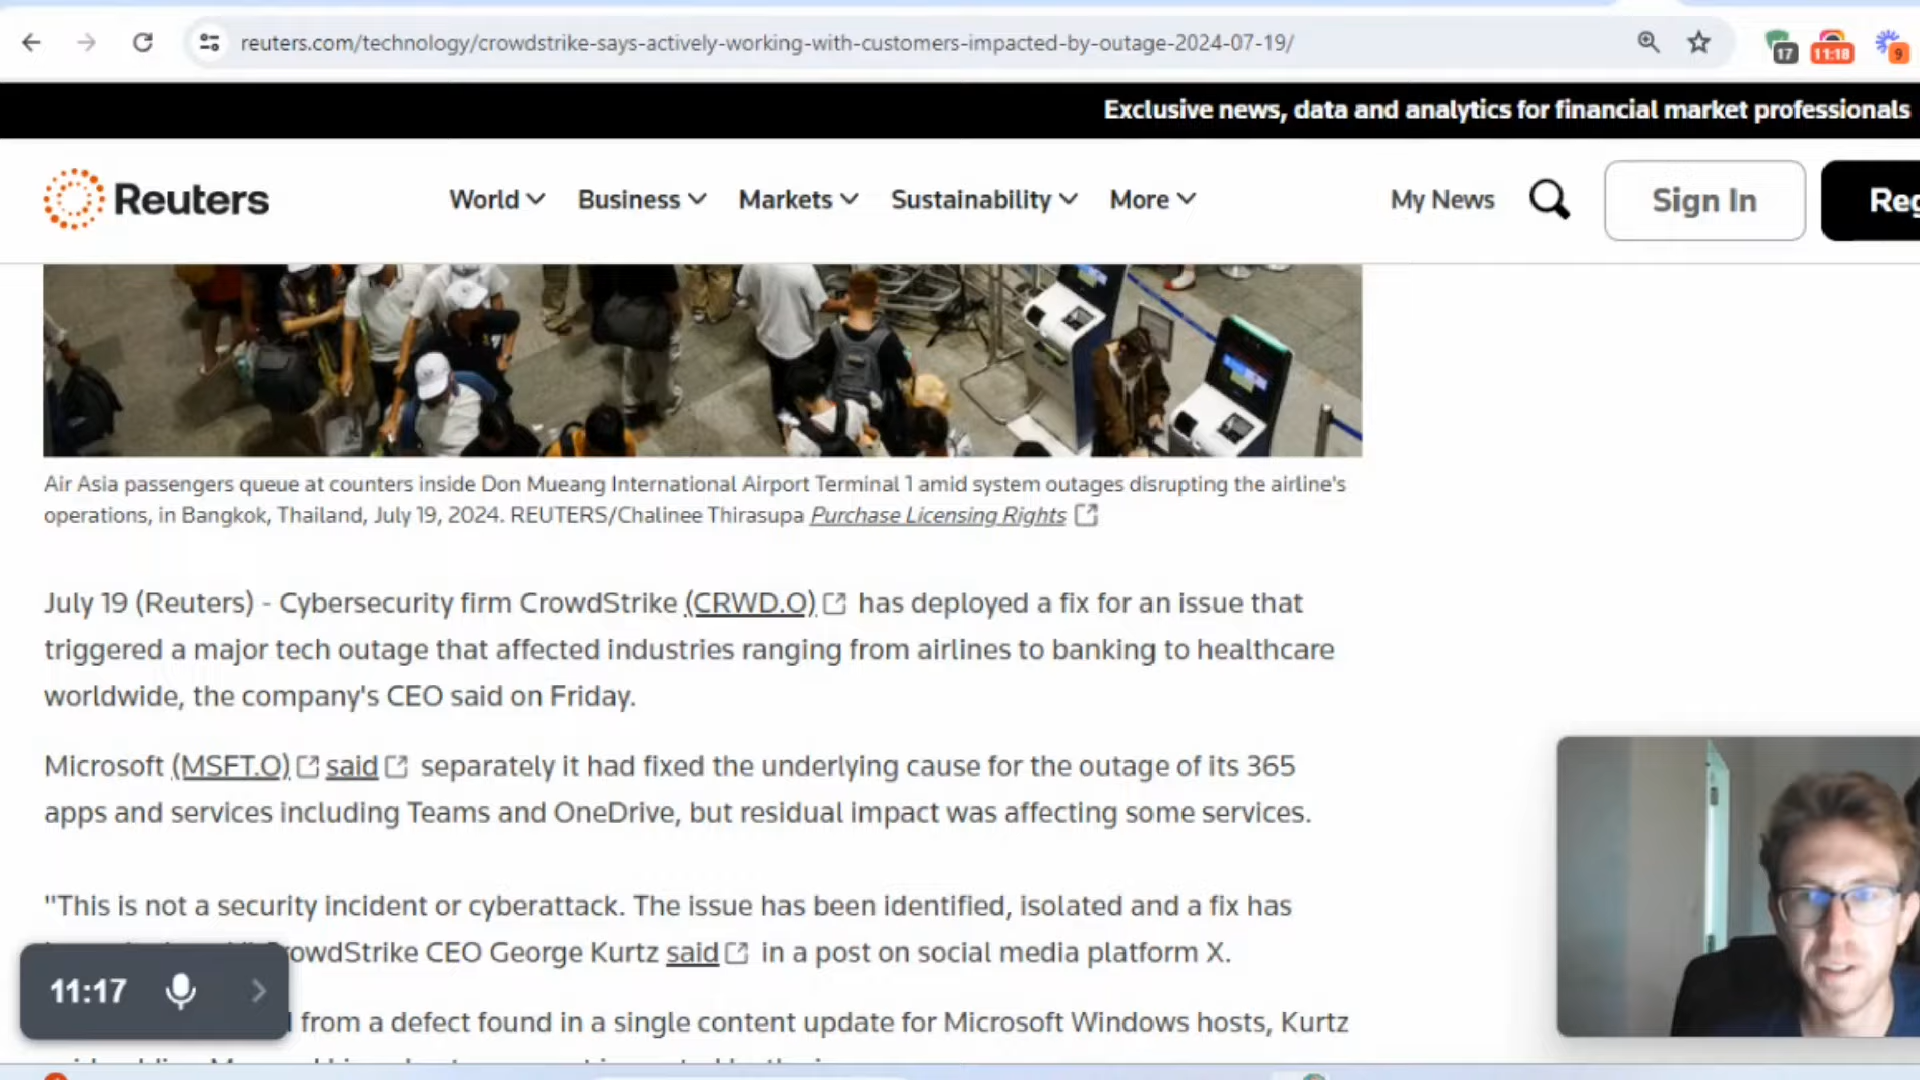 reuters.com/technology/crowdstrike-says-actively-working-with-customers-impacted-by-outage-2024-07-19/
17
11:18
9
Exclusive news, data and analytics for financial market professionals
Reuters
World
Business
Markets
Sustainability
More
My News
Sign In
Reg
Air Asia passengers queue at counters inside Don Mueang International Airport Terminal 1 amid system outages disrupting the airline's
operations, in Bangkok, Thailand, July 19, 2024. REUTERS/Chalinee Thirasupa Purchase Licensing Rights
July 19 (Reuters) - Cybersecurity firm CrowdStrike (CRWD.O) has deployed a fix for an issue that
triggered a major tech outage that affected industries ranging from airlines to banking to healthcare
worldwide, the company's CEO said on Friday.
Microsoft (MSFT.O) said separately it had fixed the underlying cause for the outage of its 365
apps and services including Teams and OneDrive, but residual impact was affecting some services.
"This is not a security incident or cyberattack. The issue has been identified, isolated and a fix has
rowdStrike CEO George Kurtz said in a post on social media platform X.
11:17
from a defect found in a single content update for Microsoft Windows hosts, Kurtz